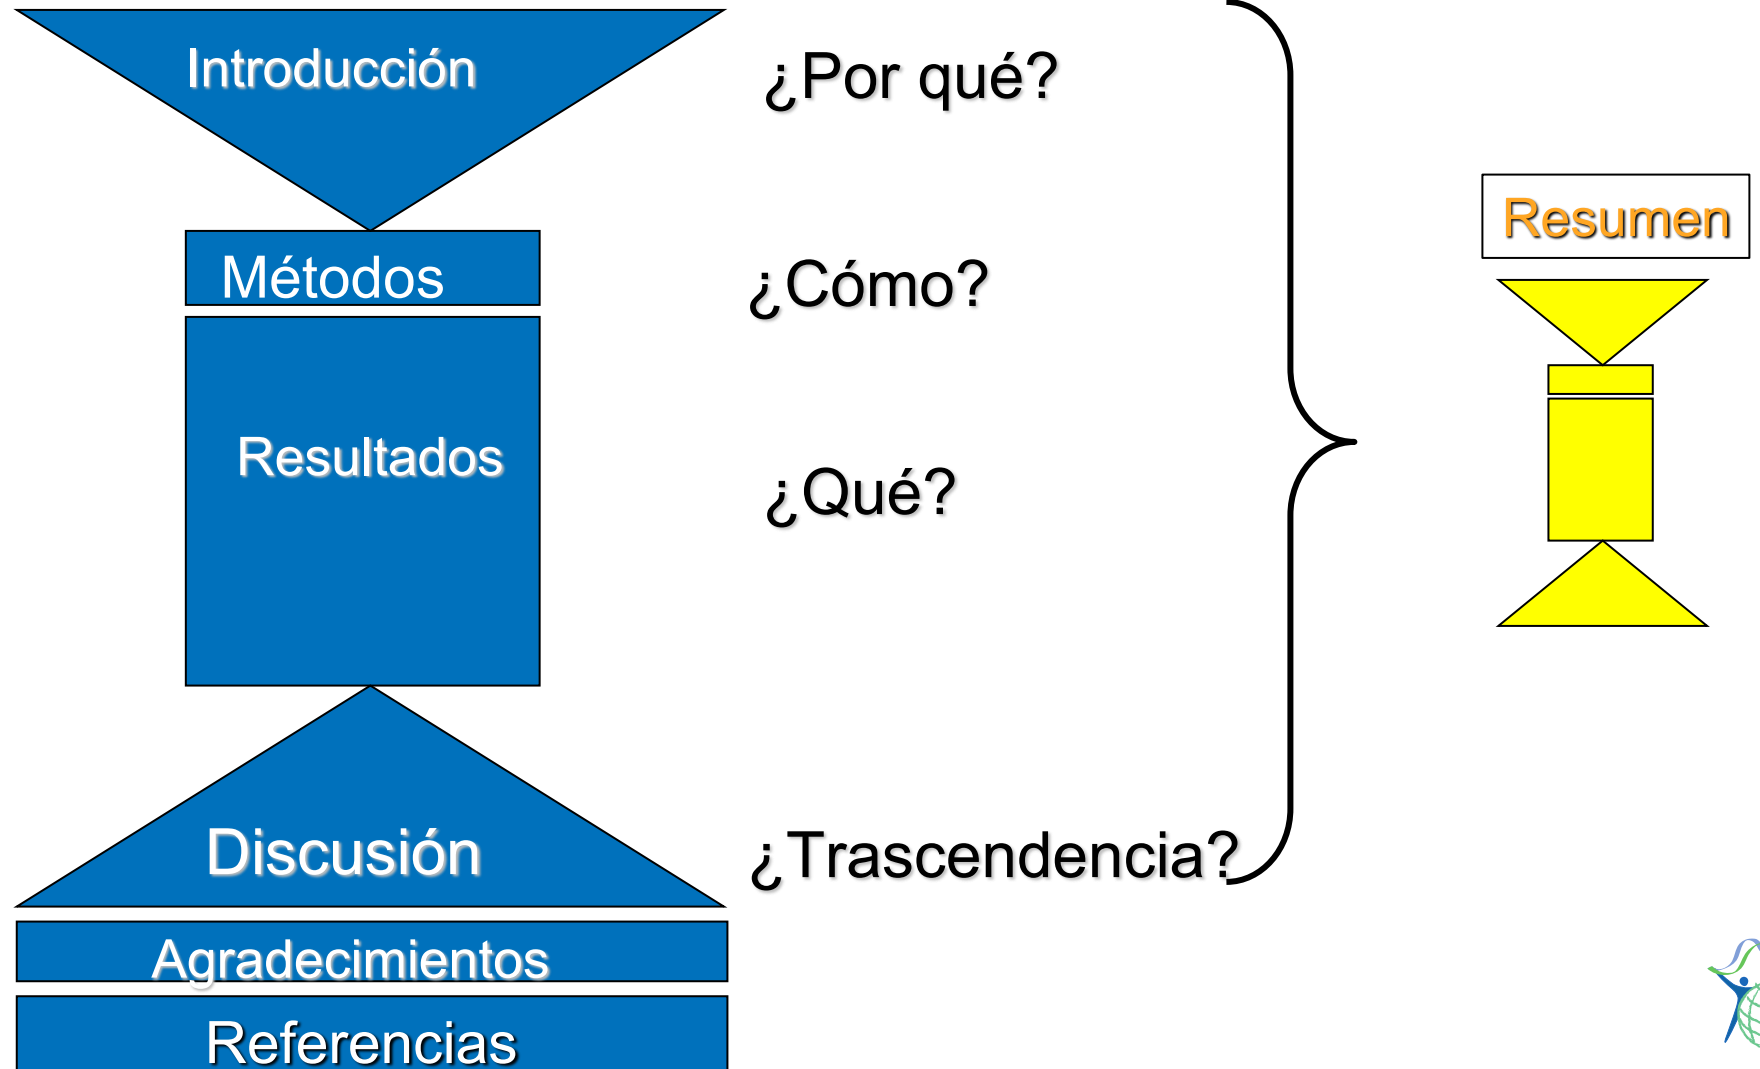 Introducción
¿Por qué?
Resumen
Métodos
¿Cómo?
Resultados
¿Qué?
Discusión
¿Trascendencia?
Agradecimientos
Referencias